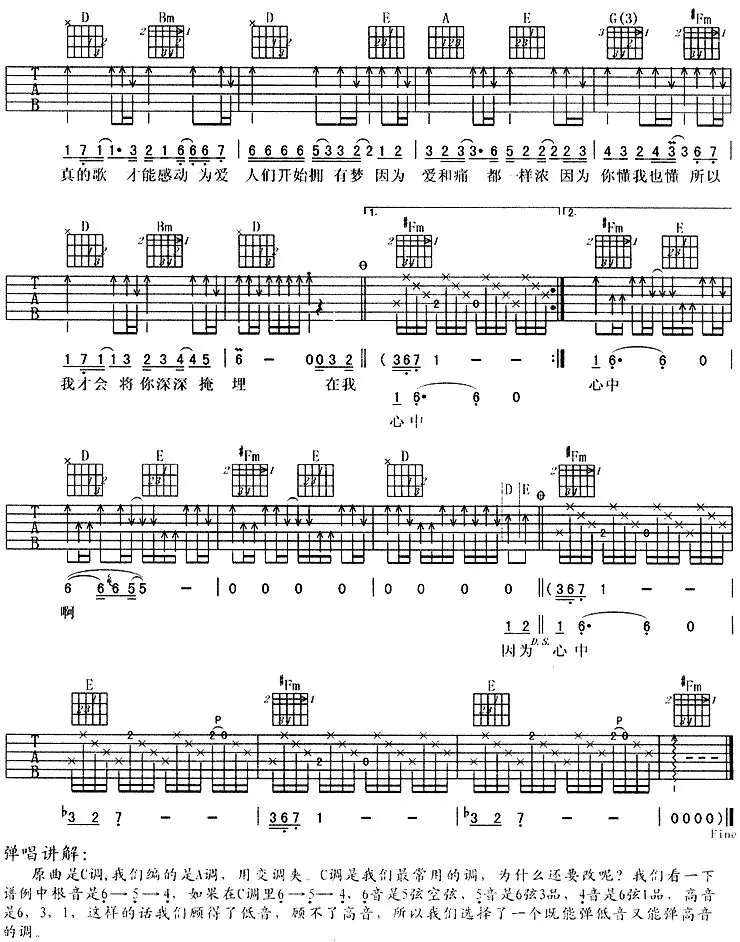 D Bm D E A E G(3) #Fm
T A B
1 7 1 1• 3 2 1 6 6 6 7 6 6 6 6 5 3 3 2 2 1 2 3 2 3 3• 6 5 2 2 2 2 3 4 3 2 4 3 3 6 7
真的歌 才能感动 为爱 人们开始拥 有梦 因为 爱和痛 都 一样浓 因为 你懂我也懂 所以
1. 2.
D Bm D #Fm #Fm E
T A B
2 0
1 7 1 1 3 2 3 4 4 5 6 – 0 0 0 3 2 (3 6 7 1 – – 1 6• 6 0
我才会 将你深深 掩 埋 在我 心中
1 6• 6 0
心中
D E #Fm E D D E #Fm
T A B
2 0
6 6 6 5 5 – 0 0 0 0 0 0 0 0 (3 6 7 1 – –
啊
1 2 1 6• 6 0
因为 D.S. 心中
E #Fm E #Fm
P P
T A B
2 2 0 2 0 2 2 0
b3 2 7 – – 3 6 7 1 – – b3 2 7 – – 0 0 0 0)
Fine
弹唱讲解:
原曲是C调,我们编的是A调，用变调夹。C调是我们最常用的调，为什么还要改呢？我们看一下
谱例中根音是6→5→4，如果在C调里6→5→4，6音是5弦空弦，5音是6弦3品，4音是6弦1品，高音
是6，3，1，这样的话我们顾得了低音，顾不了高音，所以我们选择了一个既能弹低音又能弹高音
的调。